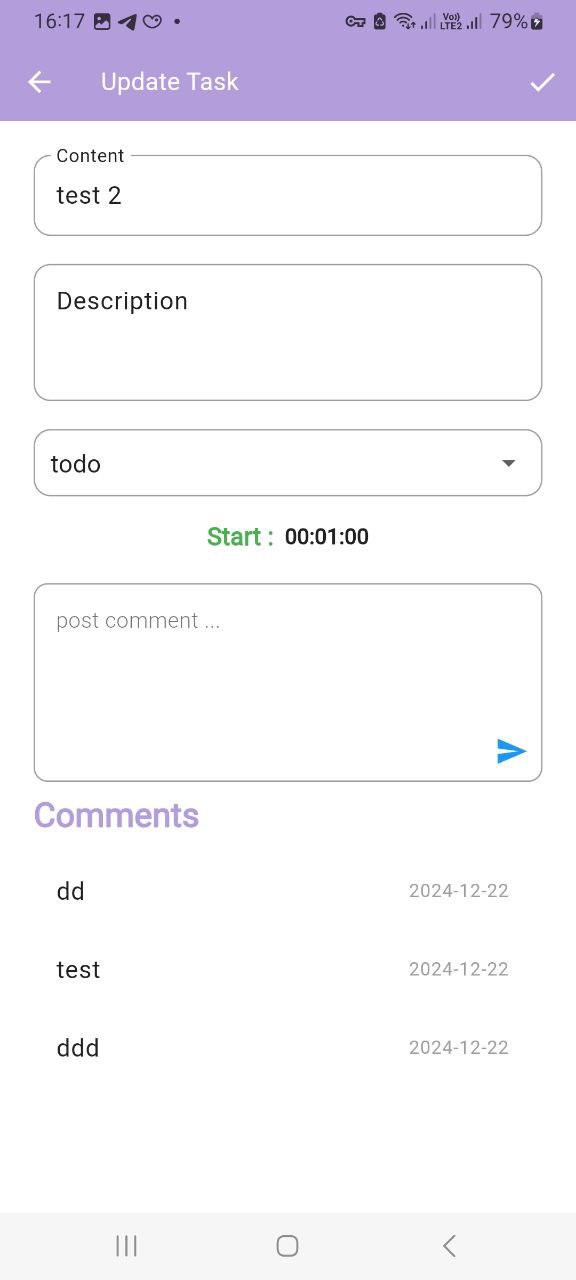 16:17 Vo)) LTE2 79%
Update Task
Content
test 2
Description
todo
Start : 00:01:00
post comment ...
Comments
dd 2024-12-22
test 2024-12-22
ddd 2024-12-22